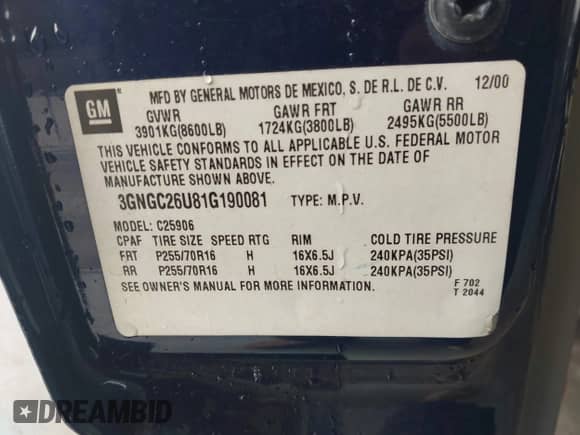 GM
MFD BY GENERAL MOTORS DE MEXICO, S. DE R.L. DE C.V. 12/00
GVWR GAWR FRT GAWR RR
3901KG(8600LB) 1724KG(3800LB) 2495KG(5500LB)
THIS VEHICLE CONFORMS TO ALL APPLICABLE U.S. FEDERAL MOTOR
VEHICLE SAFETY STANDARDS IN EFFECT ON THE DATE OF
MANUFACTURE SHOWN ABOVE.
3GNGC26U81G190081 TYPE: M.P.V.
MODEL: C25906
CPAF TIRE SIZE SPEED RTG RIM COLD TIRE PRESSURE
FRT P255/70R16 H 16X6.5J 240KPA(35PSI)
RR P255/70R16 H 16X6.5J 240KPA(35PSI)
SEE OWNER'S MANUAL FOR MORE INFORMATION.
F 702
T 2044
DREAMBID